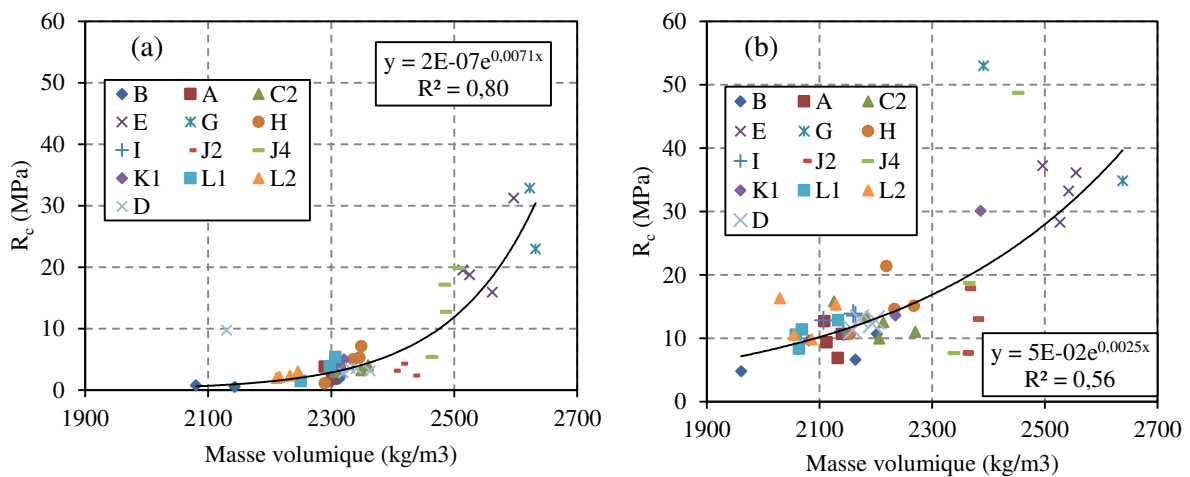 (a)
y = 2E-07e^0,0071x
R² = 0,80
B A C2
E G H
I J2 J4
K1 L1 L2
D
60
50
40
30
20
10
0
R_c (MPa)
1900 2100 2300 2500 2700
Masse volumique (kg/m3)
(b)
B A C2
E G H
I J2 J4
K1 L1 L2
D
y = 5E-02e^0,0025x
R² = 0,56
60
50
40
30
20
10
0
R_c (MPa)
1900 2100 2300 2500 2700
Masse volumique (kg/m3)